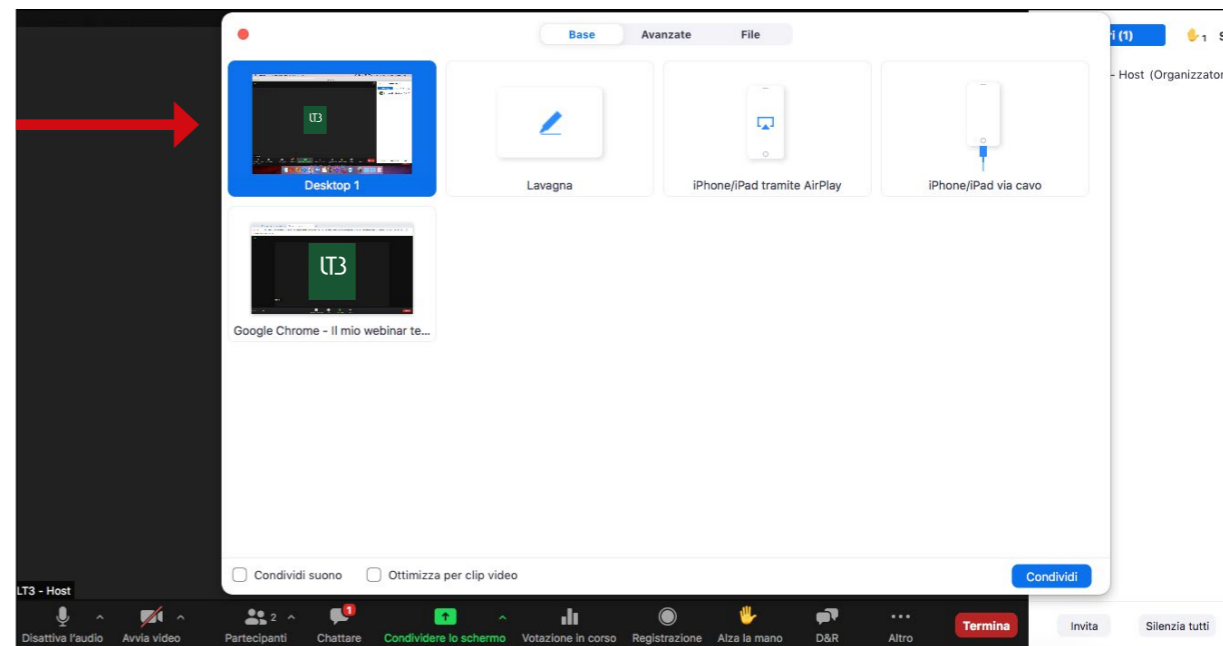 Base Avanzate File
i (1) 1 S
- Host (Organizzator
LT3
Desktop 1
Lavagna
iPhone/iPad tramite AirPlay
iPhone/iPad via cavo
LT3
Google Chrome - Il mio webinar te...
Condividi suono
Ottimizza per clip video
Condividi
LT3 - Host
Disattiva l'audio
Avvia video
2
Partecipanti
1
Chattare
Condividere lo schermo
Votazione in corso
Registrazione
Alza la mano
D&R
Altro
Termina
Invita
Silenzia tutti